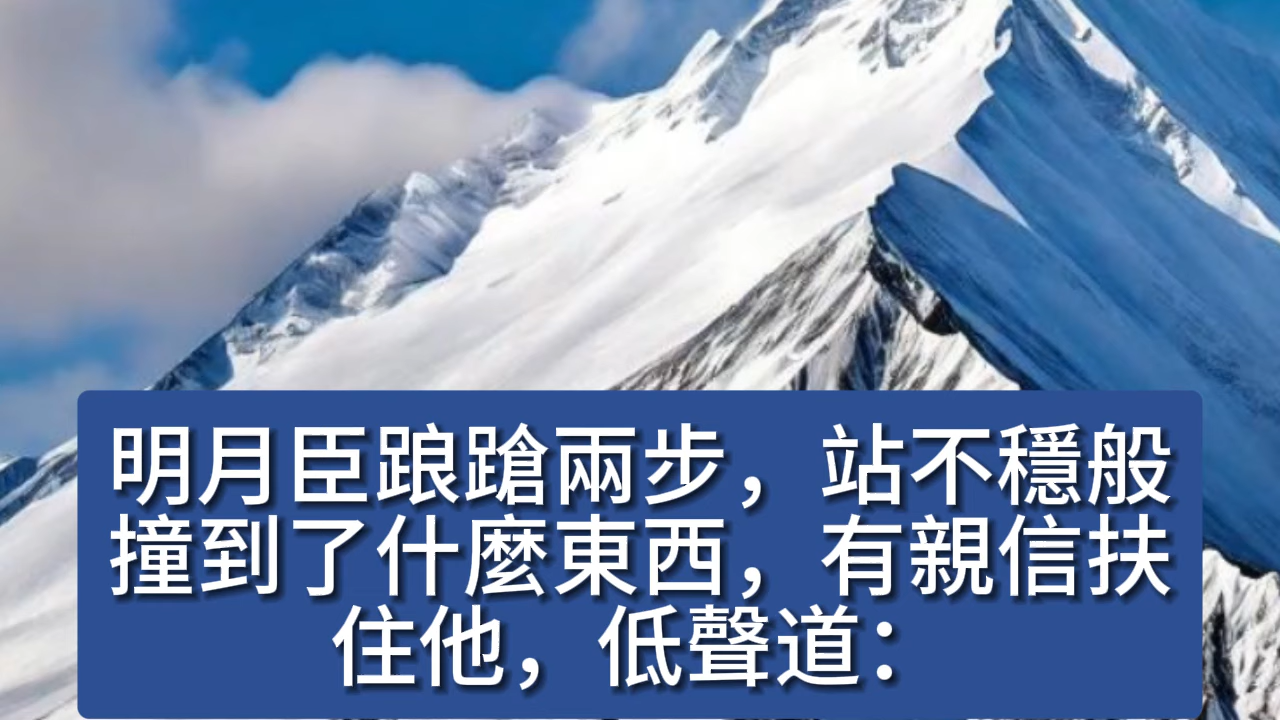 明月臣踉蹌兩步，站不穩般
撞到了什麼東西，有親信扶
住他，低聲道：